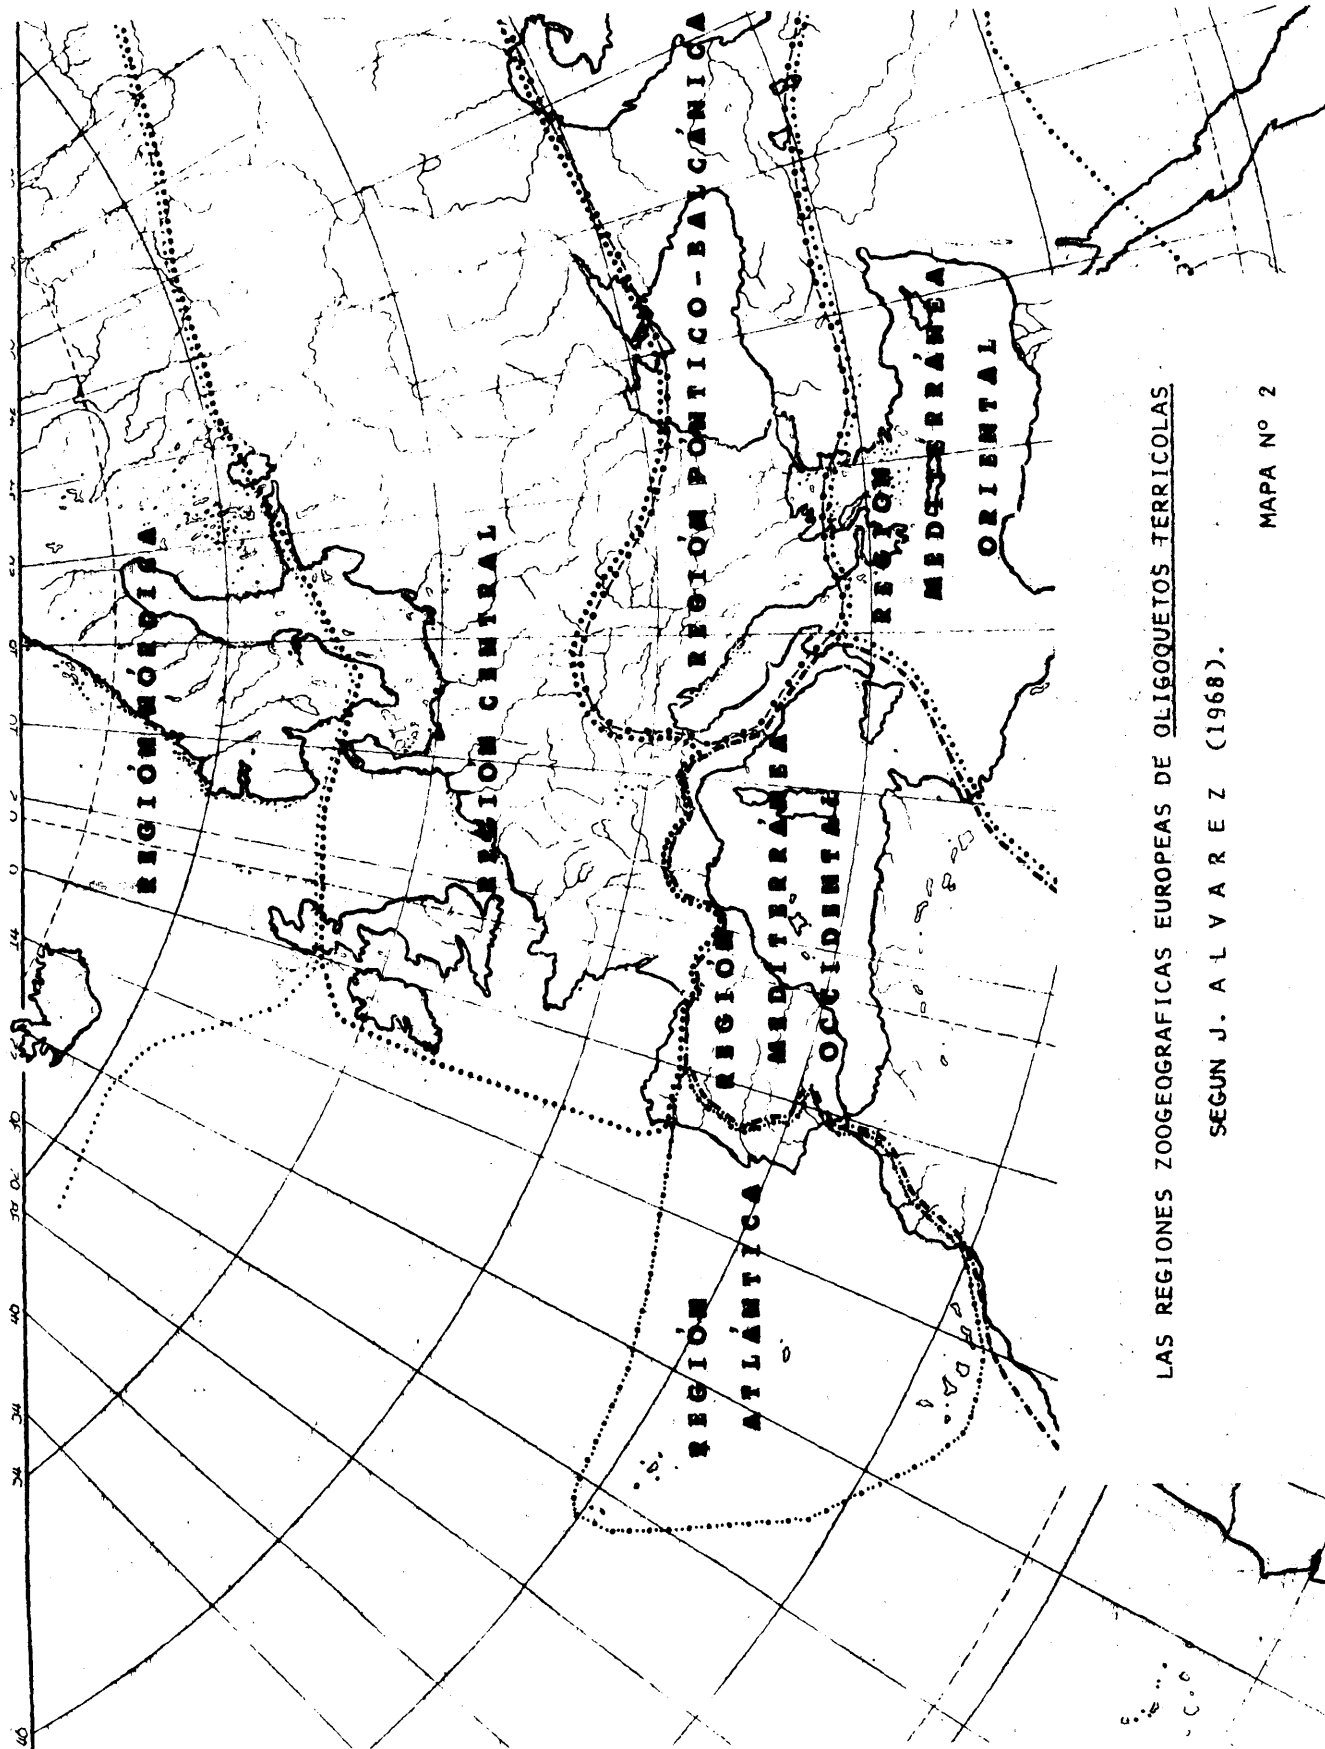 REGIÓN NÓRDICA
REGIÓN CENTRAL
REGIÓN PONTICO-BALCÁNICA
REGIÓN
ATLÁNTICA
REGIÓN
MEDITERRÁNEA
OCCIDENTAL
REGIÓN
MEDITERRÁNEA
ORIENTAL
LAS REGIONES ZOOGEOGRAFICAS EUROPEAS DE OLIGOQUETOS TERRICOLAS
SEGUN J. A L V A R E Z (1968).
MAPA Nº 2